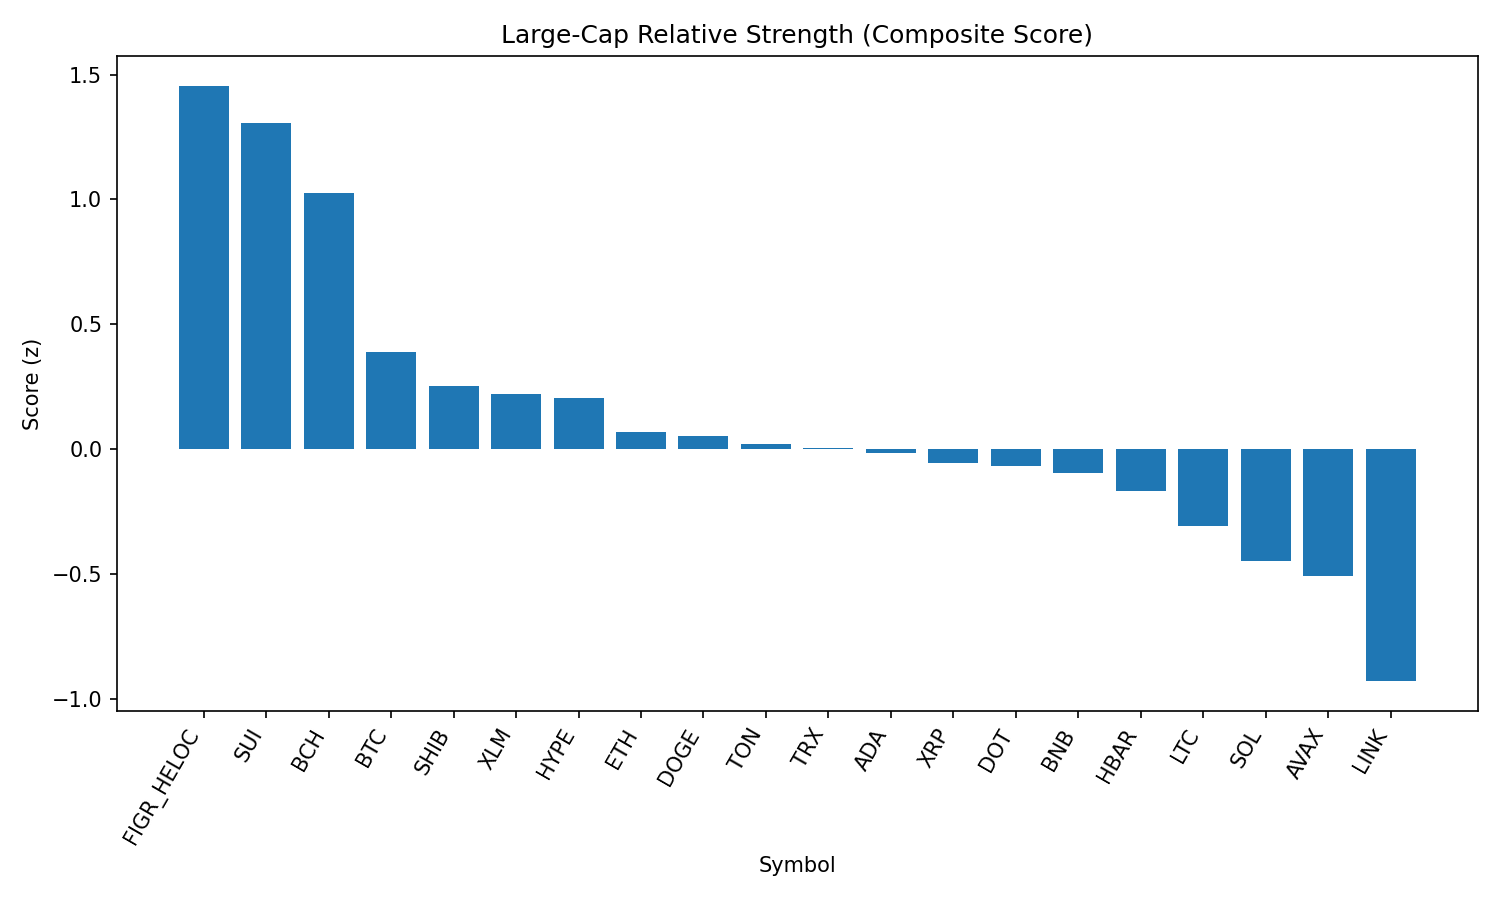 Large-Cap Relative Strength (Composite Score)
Score (z)
1.5
1.0
0.5
0.0
−0.5
−1.0
FIGR_HELOC
SUI
BCH
BTC
SHIB
XLM
HYPE
ETH
DOGE
TON
TRX
ADA
XRP
DOT
BNB
HBAR
LTC
SOL
AVAX
LINK
Symbol